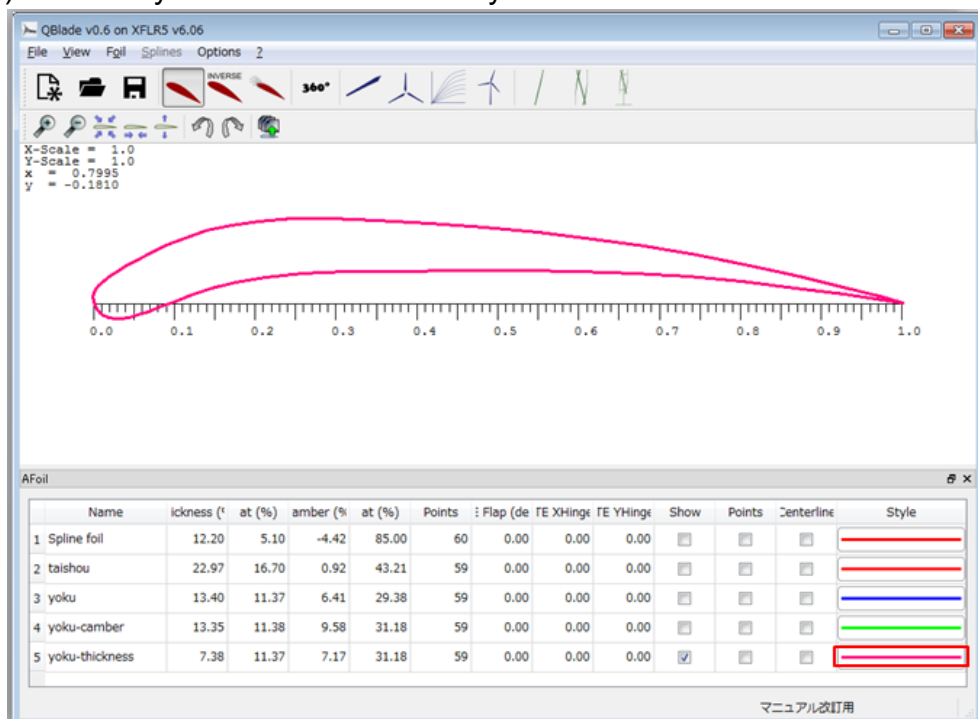 QBlade v0.6 on XFLR5 v6.06
File View Foil Splines Options ?
INVERSE
360°
X-Scale = 1.0
Y-Scale = 1.0
x = 0.7995
y = -0.1810
0.0 0.1 0.2 0.3 0.4 0.5 0.6 0.7 0.8 0.9 1.0
AFoil
Name ickness (% at (%) amber (% at (%) Points : Flap (de TE XHinge TE YHinge Show Points Centerline Style
1 Spline foil 12.20 5.10 -4.42 85.00 60 0.00 0.00 0.00
2 taishou 22.97 16.70 0.92 43.21 59 0.00 0.00 0.00
3 yoku 13.40 11.37 6.41 29.38 59 0.00 0.00 0.00
4 yoku-camber 13.35 11.38 9.58 31.18 59 0.00 0.00 0.00
5 yoku-thickness 7.38 11.37 7.17 31.18 59 0.00 0.00 0.00
マニュアル改訂用